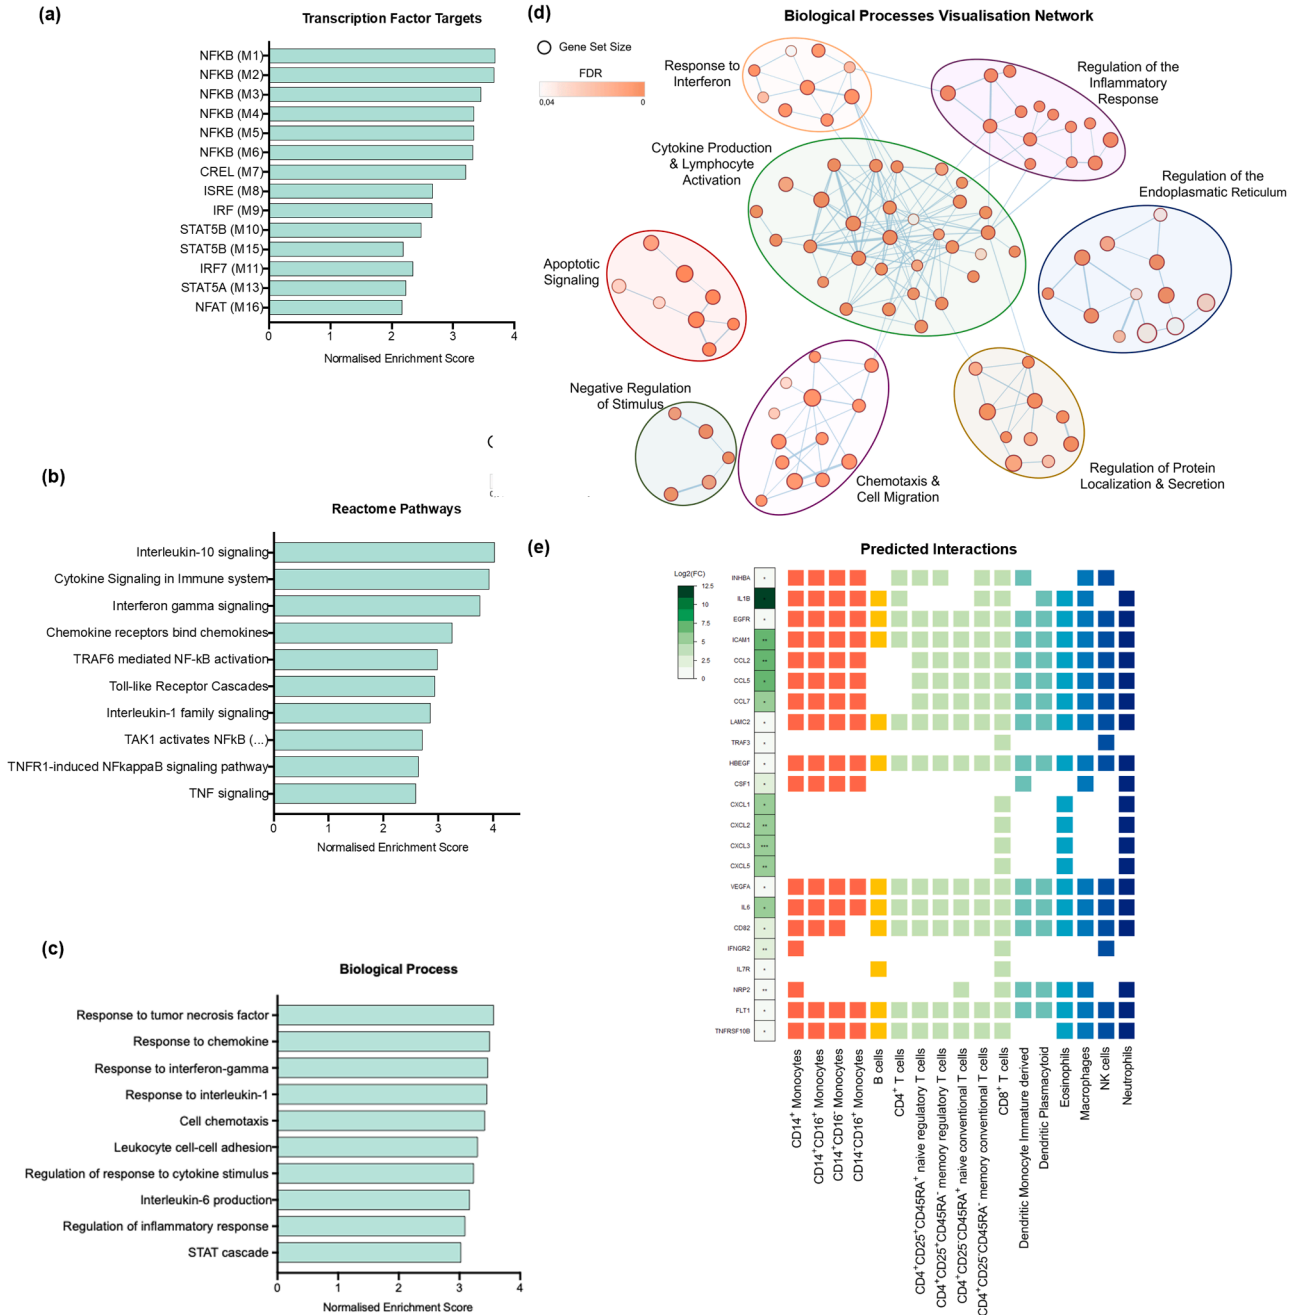 (a)
Transcription Factor Targets
NFKB (M1)
NFKB (M2)
NFKB (M3)
NFKB (M4)
NFKB (M5)
NFKB (M6)
CREL (M7)
ISRE (M8)
IRF (M9)
STAT5B (M10)
STAT5B (M15)
IRF7 (M11)
STAT5A (M13)
NFAT (M16)
0 1 2 3 4
Normalised Enrichment Score
(b)
Reactome Pathways
Interleukin-10 signaling
Cytokine Signaling in Immune system
Interferon gamma signaling
Chemokine receptors bind chemokines
TRAF6 mediated NF-kB activation
Toll-like Receptor Cascades
Interleukin-1 family signaling
TAK1 activates NFkB (...)
TNFR1-induced NFkappaB signaling pathway
TNF signaling
0 1 2 3 4
Normalised Enrichment Score
(c)
Biological Process
Response to tumor necrosis factor
Response to chemokine
Response to interferon-gamma
Response to interleukin-1
Cell chemotaxis
Leukocyte cell-cell adhesion
Regulation of response to cytokine stimulus
Interleukin-6 production
Regulation of inflammatory response
STAT cascade
0 1 2 3 4
Normalised Enrichment Score
(d)
Biological Processes Visualisation Network
Gene Set Size
FDR
0,04 0
Response to
Interferon
Regulation of the
Inflammatory
Response
Cytokine Production
& Lymphocyte
Activation
Regulation of the
Endoplasmatic Reticulum
Apoptotic
Signaling
Negative Regulation
of Stimulus
Chemotaxis &
Cell Migration
Regulation of Protein
Localization & Secretion
(e)
Predicted Interactions
Log2(FC)
12.5
10
7.5
5
2.5
0
INHBA *
IL1B
EGFR *
ICAM1 **
CCL2 **
CCL5 *
CCL7 *
LAMC2 *
TRAF3 *
HBEGF *
CSF1 *
CXCL1 *
CXCL2 **
CXCL3 ***
CXCL5 **
VEGFA *
IL6 *
CD82 *
IFNGR2 **
IL7R *
NRP2 **
FLT1 *
TNFRSF10B *
CD14⁺ Monocytes
CD14⁺CD16⁺ Monocytes
CD14⁺CD16⁻ Monocytes
CD14⁻CD16⁺ Monocytes
B cells
CD4⁺ T cells
CD4⁺CD25⁺CD45RA⁺ naive regulatory T cells
CD4⁺CD25⁺CD45RA⁻ memory regulatory T cells
CD4⁺CD25⁻CD45RA⁺ naive conventional T cells
CD4⁺CD25⁻CD45RA⁻ memory conventional T cells
CD8⁺ T cells
Dendritic Monocyte Immature derived
Dendritic Plasmacytoid
Eosinophils
Macrophages
NK cells
Neutrophils